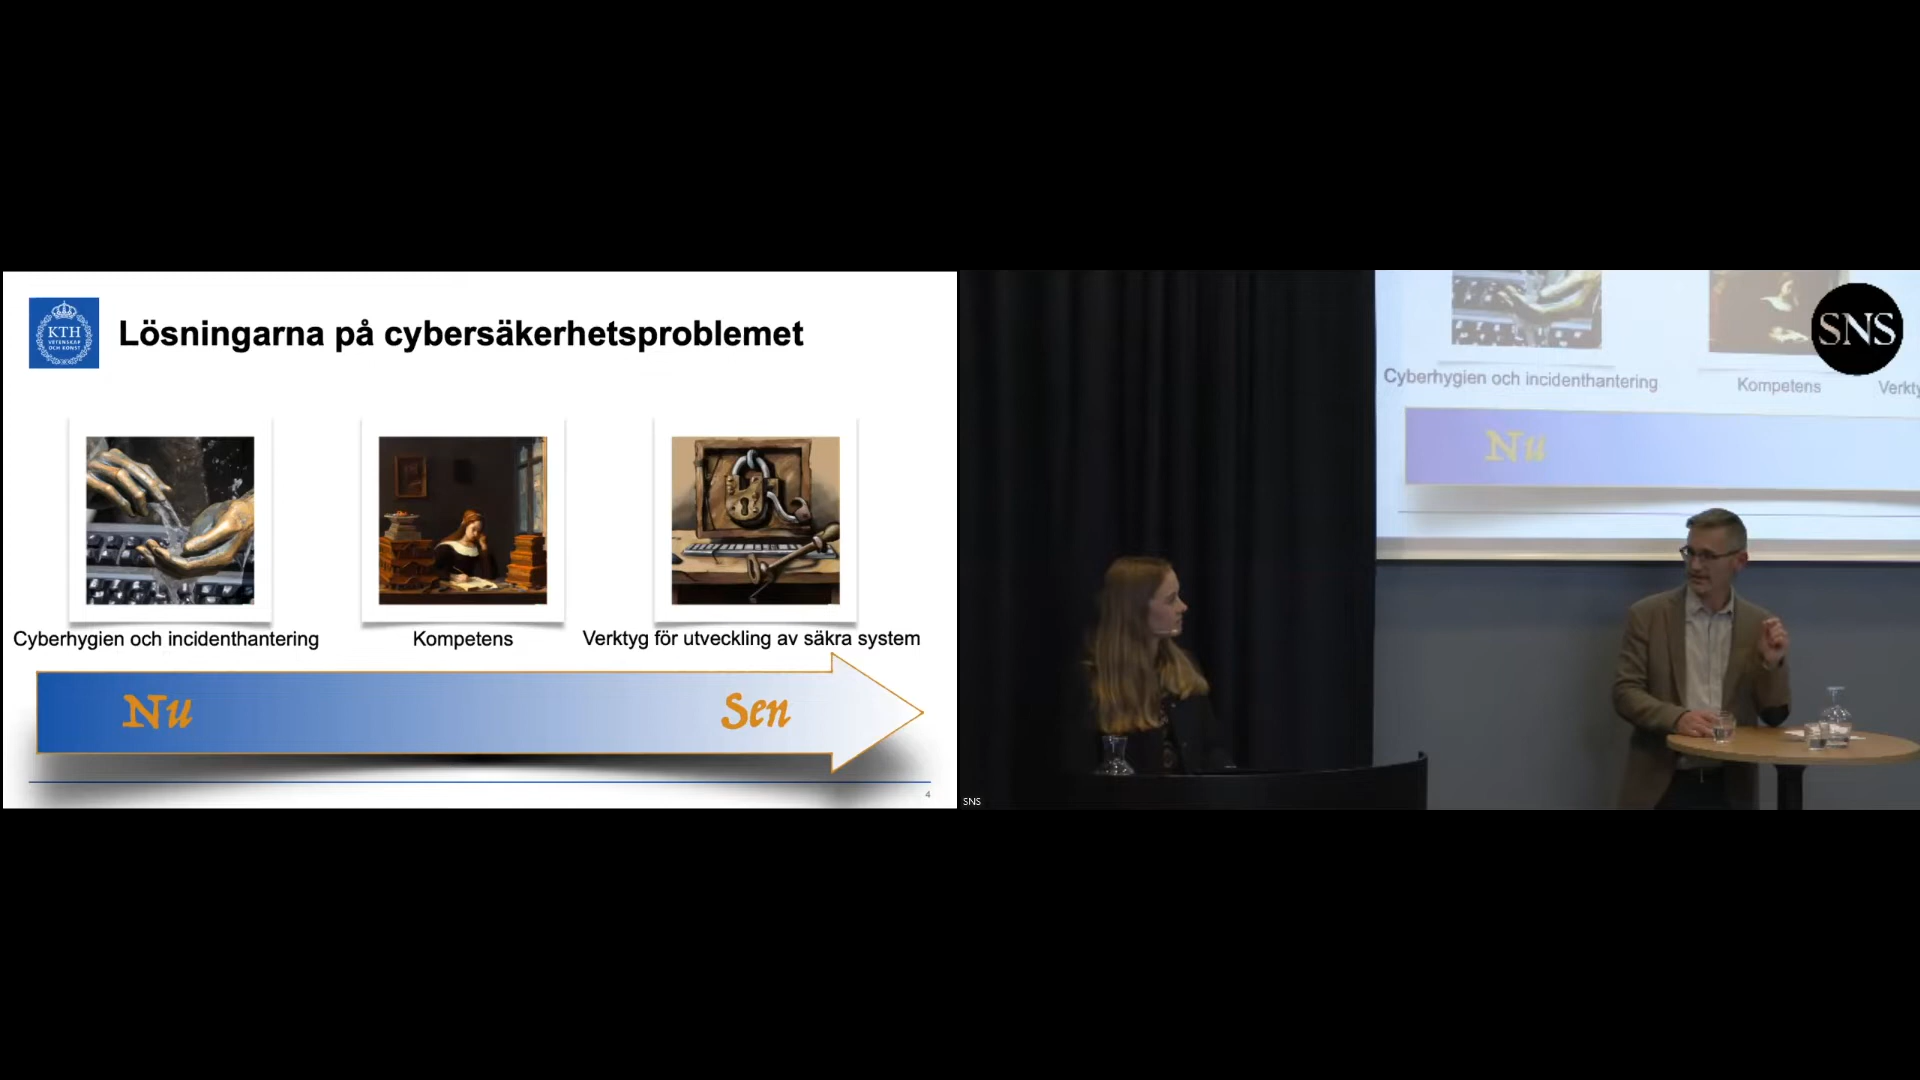 KTH
VETENSKAP
OCH KONST
Lösningarna på cybersäkerhetsproblemet
Cyberhygien och incidenthantering
Kompetens
Verktyg för utveckling av säkra system
Nu
Sen
4
SNS
Cyberhygien och incidenthantering
Kompetens
Verkty
Nu
SNS